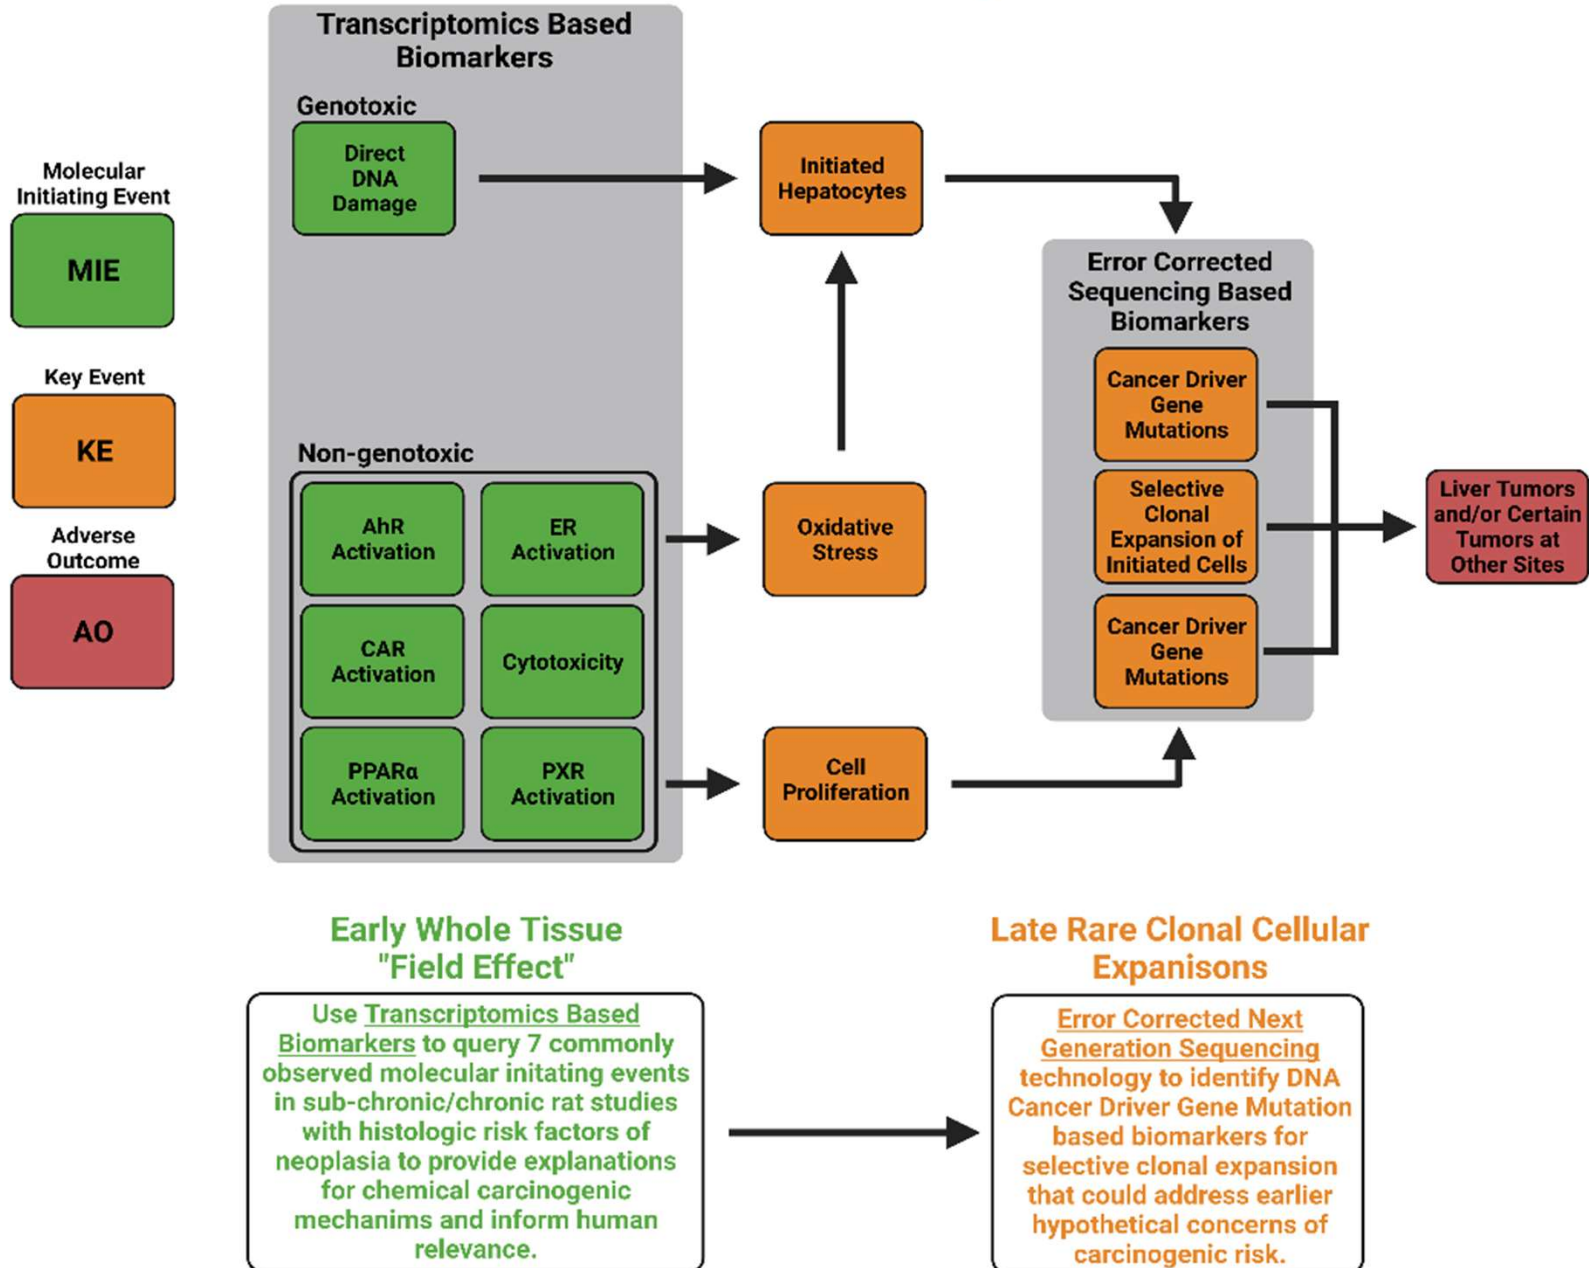 Transcriptomics Based
Biomarkers
Genotoxic
Direct
DNA
Damage
Initiated
Hepatocytes
Molecular
Initiating Event
MIE
Key Event
KE
Adverse
Outcome
AO
Error Corrected
Sequencing Based
Biomarkers
Cancer Driver
Gene
Mutations
Selective
Clonal
Expansion of
Initiated Cells
Cancer Driver
Gene
Mutations
Liver Tumors
and/or Certain
Tumors at
Other Sites
Non-genotoxic
AhR
Activation
ER
Activation
Oxidative
Stress
CAR
Activation
Cytotoxicity
PPARα
Activation
PXR
Activation
Cell
Proliferation
Early Whole Tissue
"Field Effect"
Use Transcriptomics Based
Biomarkers to query 7 commonly
observed molecular initating events
in sub-chronic/chronic rat studies
with histologic risk factors of
neoplasia to provide explanations
for chemical carcinogenic
mechanims and inform human
relevance.
Late Rare Clonal Cellular
Expanisons
Error Corrected Next
Generation Sequencing
technology to identify DNA
Cancer Driver Gene Mutation
based biomarkers for
selective clonal expansion
that could address earlier
hypothetical concerns of
carcinogenic risk.